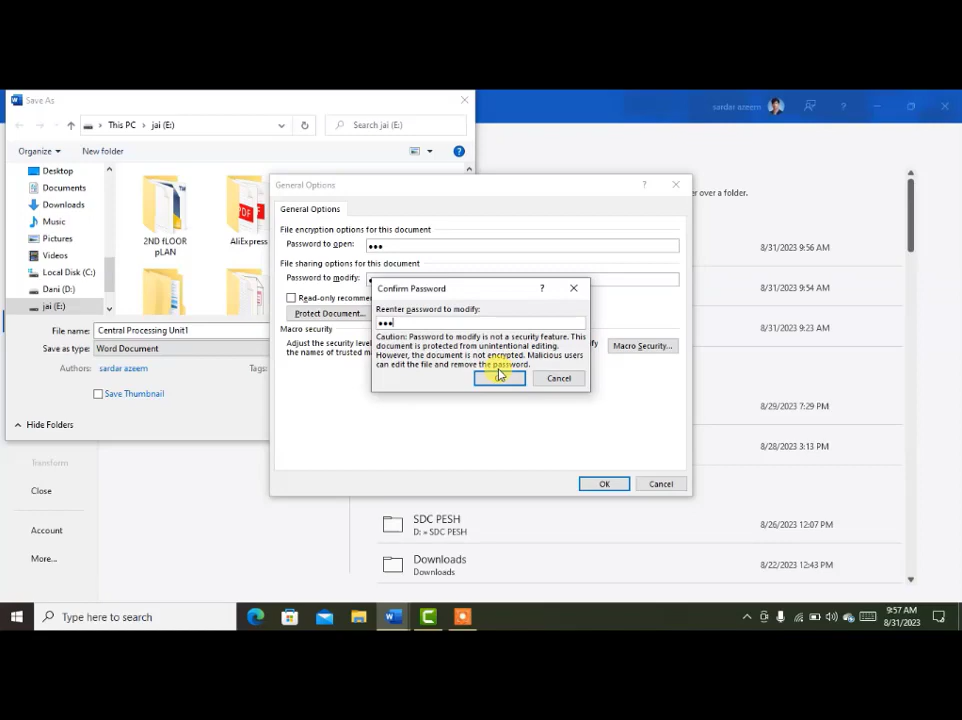 Save As
sardar azeem
?
This PC > jai (E:)
Search jai (E:)
Organize
New folder
Desktop
Documents
Downloads
Music
Pictures
Videos
Local Disk (C:)
Dani (D:)
jai (E:)
2ND fLOOR
pLAN
AliExpress
File name:
Central Processing Unit1
Save as type:
Word Document
Authors:
sardar azeem
Tags:
Save Thumbnail
Hide Folders
General Options
?
General Options
File encryption options for this document
Password to open:
•••
File sharing options for this document
Password to modify:
Read-only recomme
Protect Document...
Macro security
Adjust the security level
the names of trusted m
Macro Security...
OK
Cancel
Confirm Password
?
Reenter password to modify:
•••
Caution: Password to modify is not a security feature. This
document is protected from unintentional editing.
However, the document is not encrypted. Malicious users
can edit the file and remove the password.
Cancel
er over a folder.
8/31/2023 9:56 AM
8/31/2023 9:54 AM
8/31/2023 9:23 AM
8/29/2023 7:29 PM
8/28/2023 3:13 PM
Transform
Close
Account
More...
SDC PESH
D: » SDC PESH
8/26/2023 12:07 PM
Downloads
Downloads
8/22/2023 12:43 PM
Type here to search
9:57 AM
8/31/2023